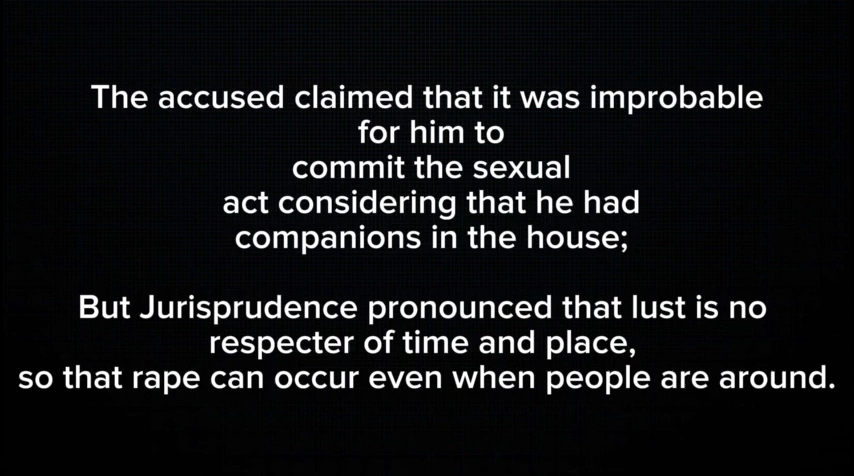 The accused claimed that it was improbable
for him to
commit the sexual
act considering that he had
companions in the house;
But Jurisprudence pronounced that lust is no
respecter of time and place,
so that rape can occur even when people are around.